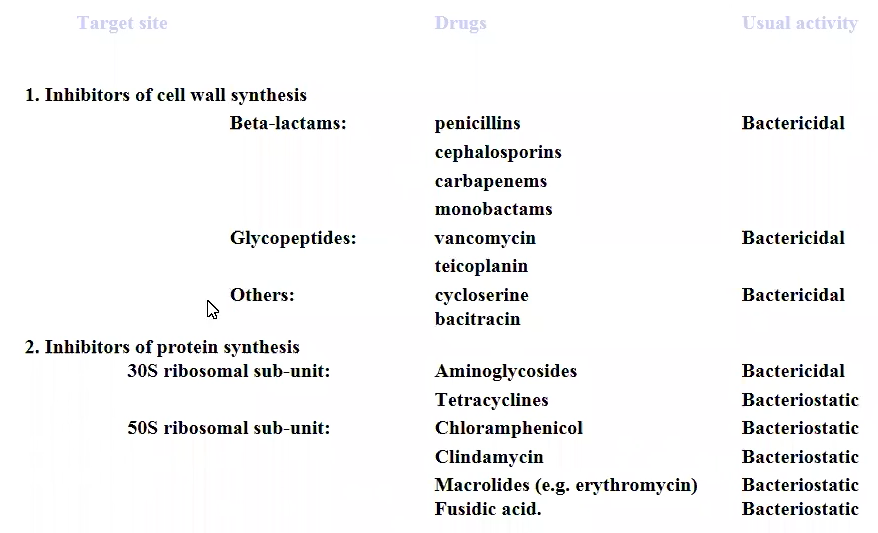 Target site Drugs Usual activity
1. Inhibitors of cell wall synthesis
Beta-lactams: penicillins Bactericidal
cephalosporins
carbapenems
monobactams
Glycopeptides: vancomycin Bactericidal
teicoplanin
Others: cycloserine Bactericidal
bacitracin
2. Inhibitors of protein synthesis
30S ribosomal sub-unit: Aminoglycosides Bactericidal
Tetracyclines Bacteriostatic
50S ribosomal sub-unit: Chloramphenicol Bacteriostatic
Clindamycin Bacteriostatic
Macrolides (e.g. erythromycin) Bacteriostatic
Fusidic acid. Bacteriostatic